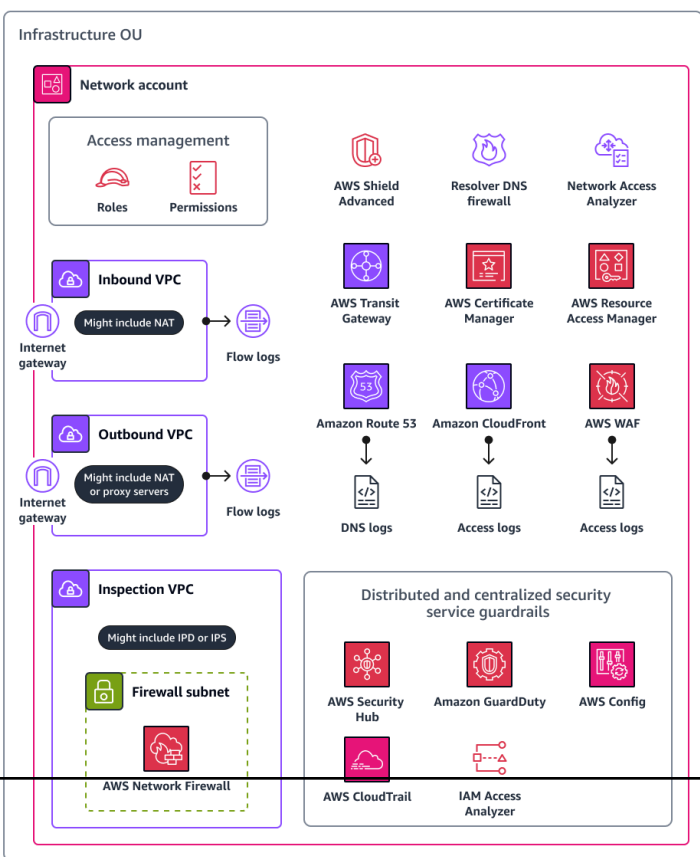 Infrastructure OU
Network account
Access management
Roles
Permissions
AWS Shield
Advanced
Resolver DNS
firewall
Network Access
Analyzer
Inbound VPC
Might include NAT
Internet
gateway
Flow logs
AWS Transit
Gateway
AWS Certificate
Manager
AWS Resource
Access Manager
Outbound VPC
Might include NAT
or proxy servers
Internet
gateway
Flow logs
53
Amazon Route 53
Amazon CloudFront
AWS WAF
DNS logs
Access logs
Access logs
Inspection VPC
Might include IPD or IPS
Firewall subnet
AWS Network Firewall
Distributed and centralized security
service guardrails
AWS Security
Hub
Amazon GuardDuty
AWS Config
AWS CloudTrail
IAM Access
Analyzer